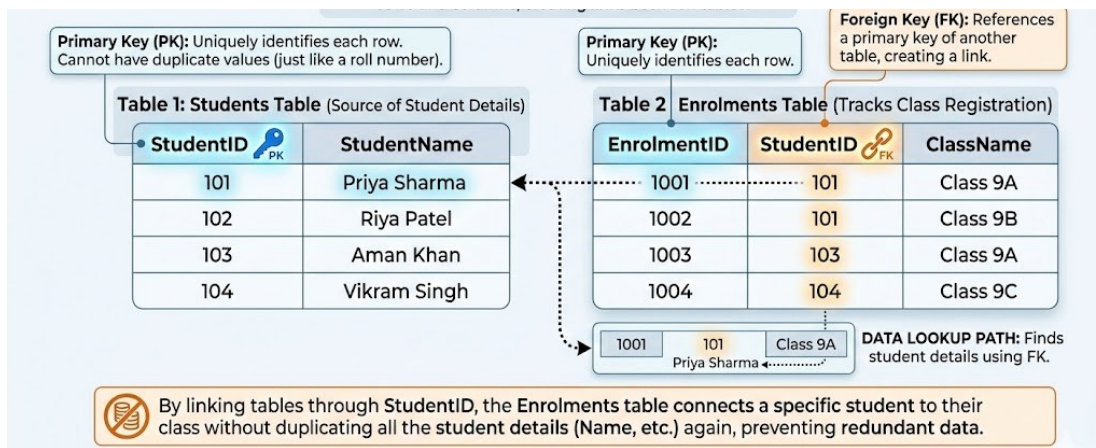 Foreign Key (FK): References
a primary key of another
table, creating a link.
Primary Key (PK): Uniquely identifies each row.
Cannot have duplicate values (just like a roll number).
Primary Key (PK):
Uniquely identifies each row.
Table 1: Students Table (Source of Student Details)
StudentID PK StudentName
101 Priya Sharma
102 Riya Patel
103 Aman Khan
104 Vikram Singh
Table 2 Enrolments Table (Tracks Class Registration)
EnrolmentID StudentID FK ClassName
1001 101 Class 9A
1002 101 Class 9B
1003 103 Class 9A
1004 104 Class 9C
1001 101 Class 9A
Priya Sharma
DATA LOOKUP PATH: Finds
student details using FK.
By linking tables through StudentID, the Enrolments table connects a specific student to their
class without duplicating all the student details (Name, etc.) again, preventing redundant data.